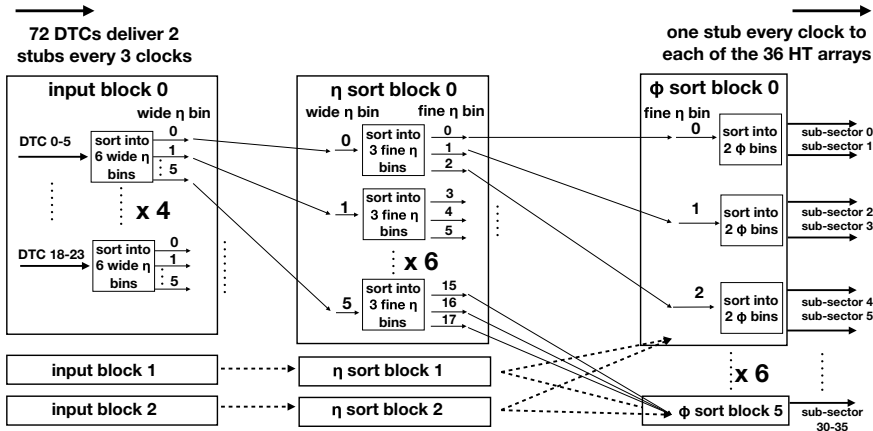 72 DTCs deliver 2
stubs every 3 clocks
one stub every clock to
each of the 36 HT arrays
input block 0
wide η bin
DTC 0-5
sort into
6 wide η
bins
0
1
5
x 4
DTC 18-23
sort into
6 wide η
bins
0
1
5
η sort block 0
wide η bin
fine η bin
0
sort into
3 fine η
bins
0
1
2
1
sort into
3 fine η
bins
3
4
5
x 6
5
sort into
3 fine η
bins
15
16
17
ϕ sort block 0
fine η bin
0
sort into
2 ϕ bins
sub-sector 0
sub-sector 1
1
sort into
2 ϕ bins
sub-sector 2
sub-sector 3
2
sort into
2 ϕ bins
sub-sector 4
sub-sector 5
x 6
input block 1
η sort block 1
input block 2
η sort block 2
ϕ sort block 5
sub-sector
30-35